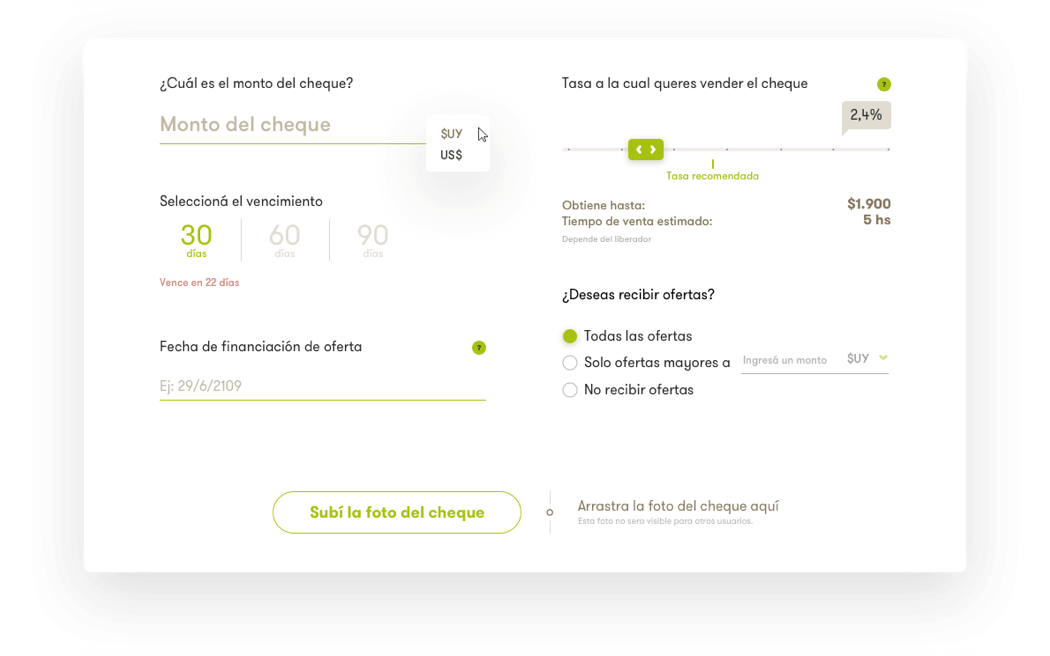 ¿Cuál es el monto del cheque?
Monto del cheque
$UY
US$
Seleccioná el vencimiento
30 60 90
días días días
Vence en 22 días
Fecha de financiación de oferta ?
Ej: 29/6/2109
Tasa a la cual queres vender el cheque ?
2,4%
Tasa recomendada
Obtiene hasta: $1.900
Tiempo de venta estimado: 5 hs
Depende del liberador
¿Deseas recibir ofertas?
Todas las ofertas
Solo ofertas mayores a Ingresá un monto $UY
No recibir ofertas
Subí la foto del cheque
Arrastra la foto del cheque aquí
Esta foto no sera visible para otros usuarios.